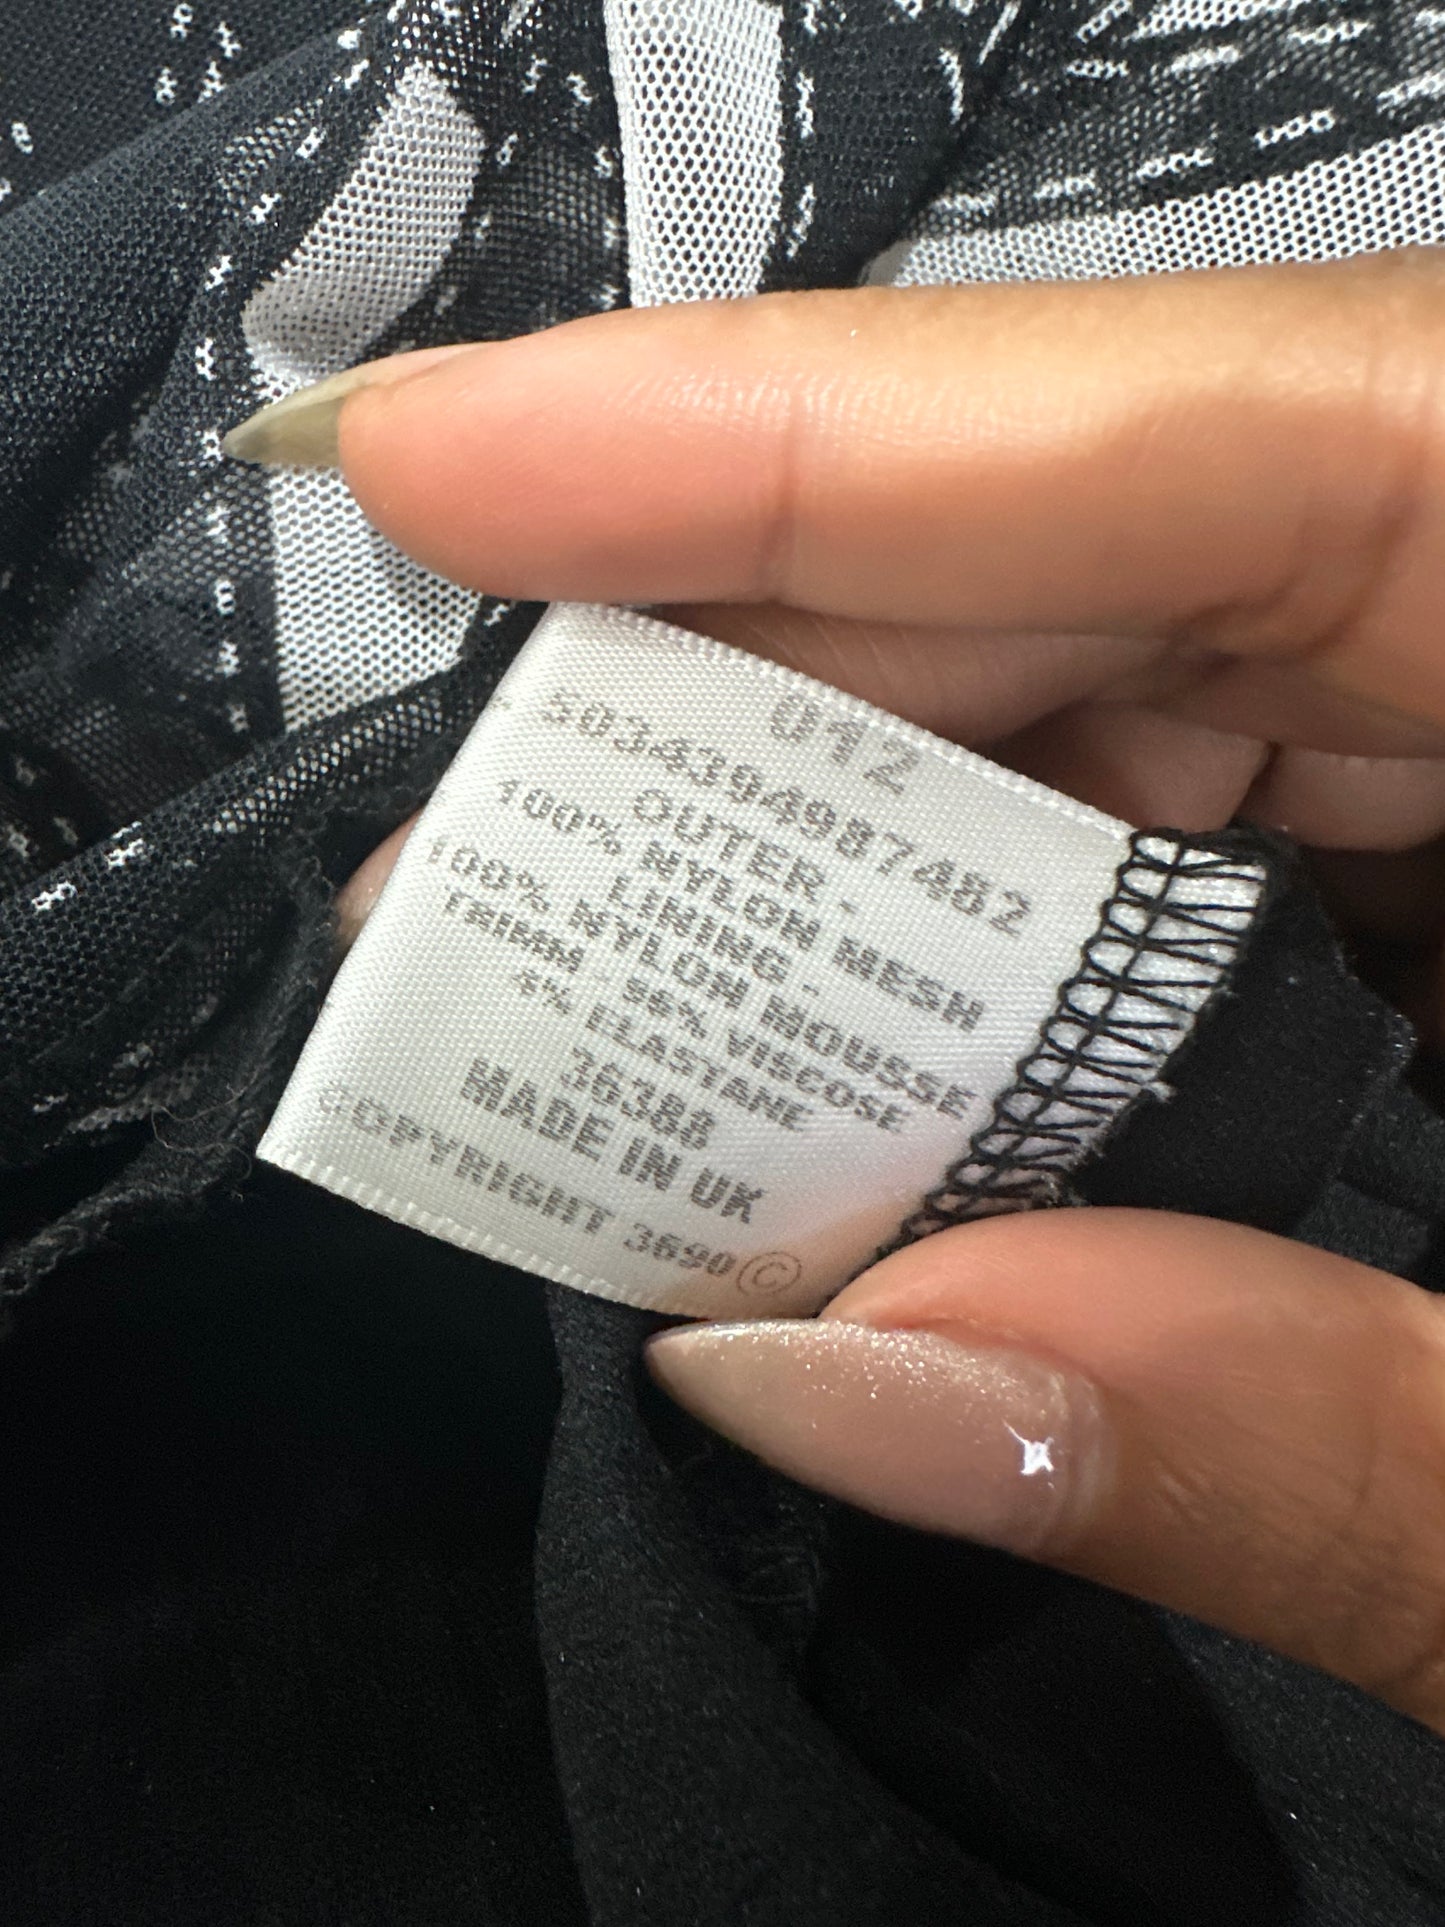 012
5034394987482
OUTER.
100% NYLON MESH
LINING.
100% NYLON MOUSSE
TRIMM. 96% VISCOSE
4% ELASTANE
36388
MADE IN UK
COPYRIGHT 3690©